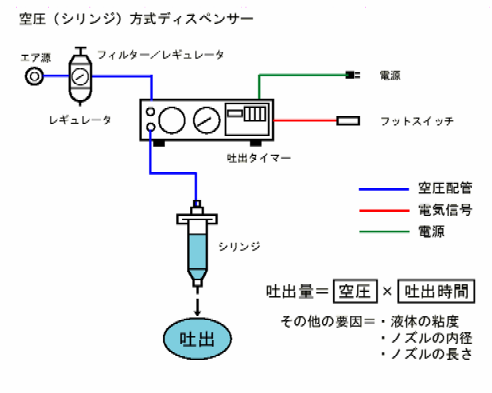 空圧（シリンジ）方式ディスペンサー
エア源
フィルター／レギュレータ
レギュレータ
電源
フットスイッチ
吐出タイマー
空圧配管
電気信号
電源
シリンジ
吐出量＝ 空圧 × 吐出時間
その他の要因＝・液体の粘度
・ノズルの内径
・ノズルの長さ
吐出